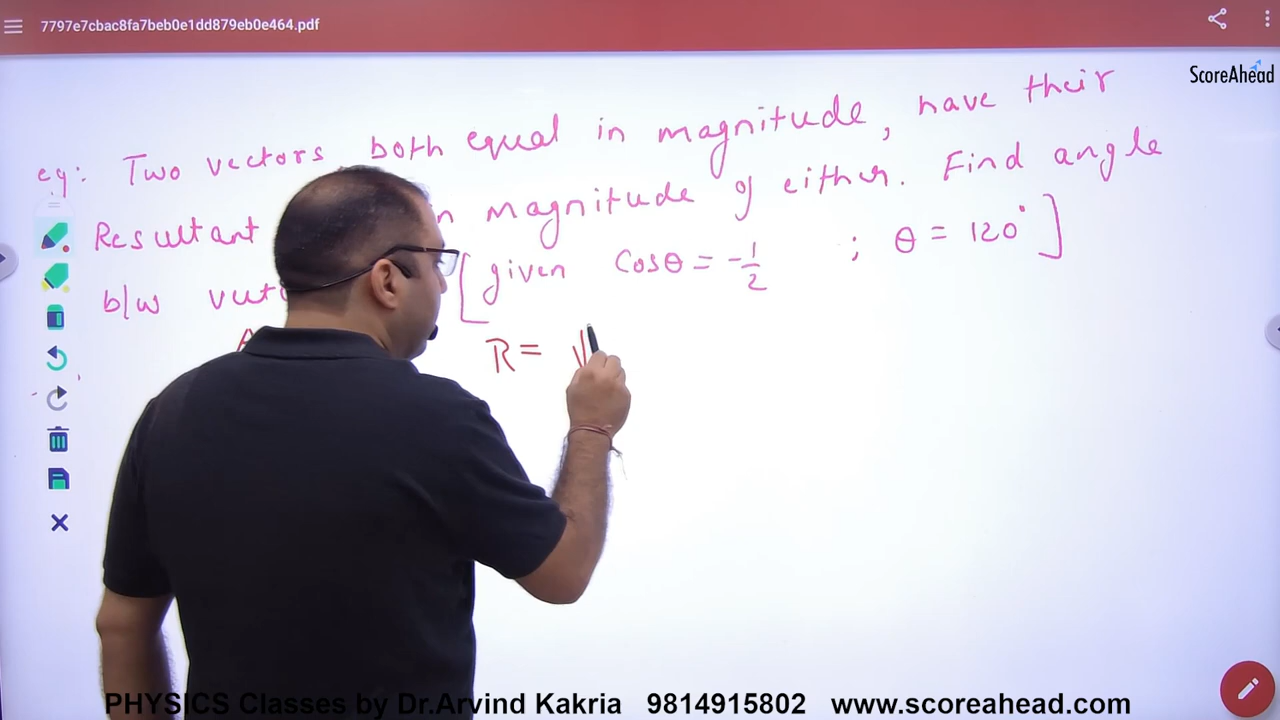 7797e7cbac8fa7beb0e1dd879eb0e464.pdf
ScoreAhead
eg: Two vectors both equal in magnitude, have their
Resultant magnitude of either. Find angle
b/w [given Cosθ = -1/2 ; θ = 120°]
R = √
PHYSICS Classes by Dr.Arvind Kakria 9814915802 www.scoreahead.com